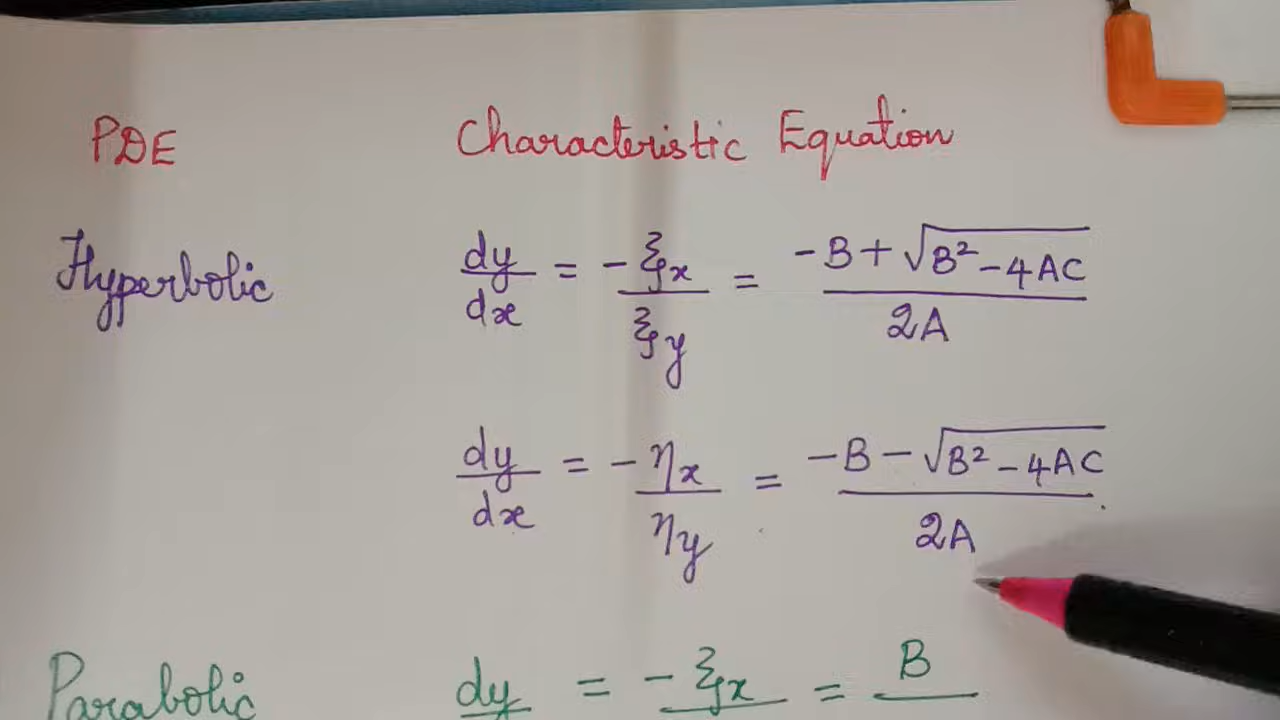 PDE Characteristic Equation
Hyperbolic dy/dx = -ξx/ξy = -B+√B²-4AC/2A
dy/dx = -ηx/ηy = -B-√B²-4AC/2A.
Parabolic dy = -ξx = B